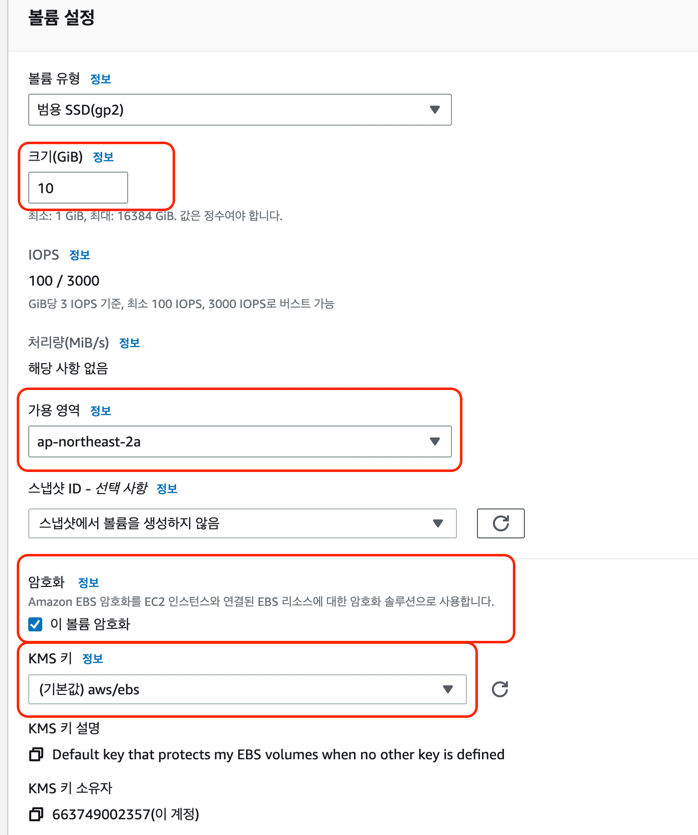 볼륨 설정
볼륨 유형 정보
범용 SSD(gp2)
크기(GiB) 정보
10
최소: 1 GiB, 최대: 16384 GiB. 값은 정수여야 합니다.
IOPS 정보
100 / 3000
GiB당 3 IOPS 기준, 최소 100 IOPS, 3000 IOPS로 버스트 가능
처리량(MiB/s) 정보
해당 사항 없음
가용 영역 정보
ap-northeast-2a
스냅샷 ID - 선택 사항 정보
스냅샷에서 볼륨을 생성하지 않음
암호화 정보
Amazon EBS 암호화를 EC2 인스턴스와 연결된 EBS 리소스에 대한 암호화 솔루션으로 사용합니다.
이 볼륨 암호화
KMS 키 정보
(기본값) aws/ebs
KMS 키 설명
Default key that protects my EBS volumes when no other key is defined
KMS 키 소유자
663749002357(이 계정)